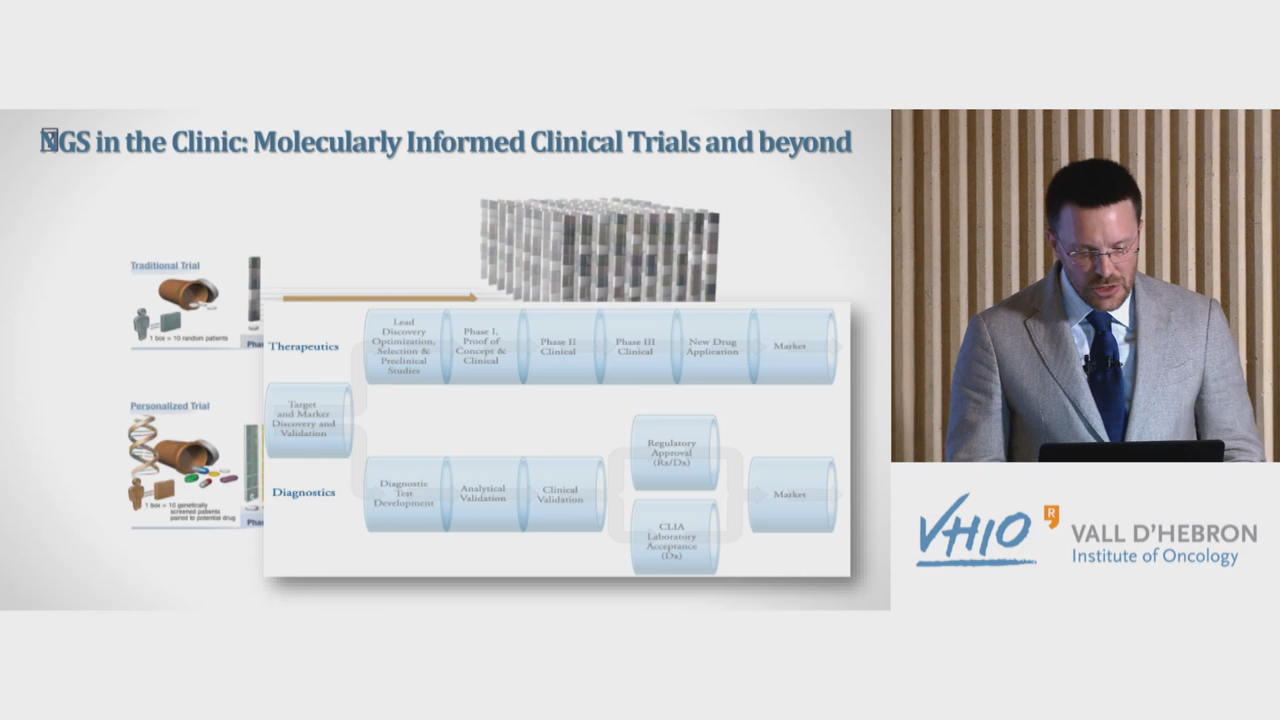 NGS in the Clinic: Molecularly Informed Clinical Trials and beyond
Traditional Trial
1 box = 10 random patients
Phas
Personalized Trial
1 box = 10 genetically
screened patients
paired to potential drug
Phas
Therapeutics
Lead
Discovery
Optimization,
Selection &
Preclinical
Studies
Phase I,
Proof of
Concept &
Clinical
Phase II
Clinical
Phase III
Clinical
New Drug
Application
Market
Target
and Marker
Discovery and
Validation
Diagnostics
Diagnostic
Test
Development
Analytical
Validation
Clinical
Validation
Regulatory
Approval
(Rx/Dx)
CLIA
Laboratory
Acceptance
(Dx)
Market
VHIO
R
VALL D'HEBRON
Institute of Oncology